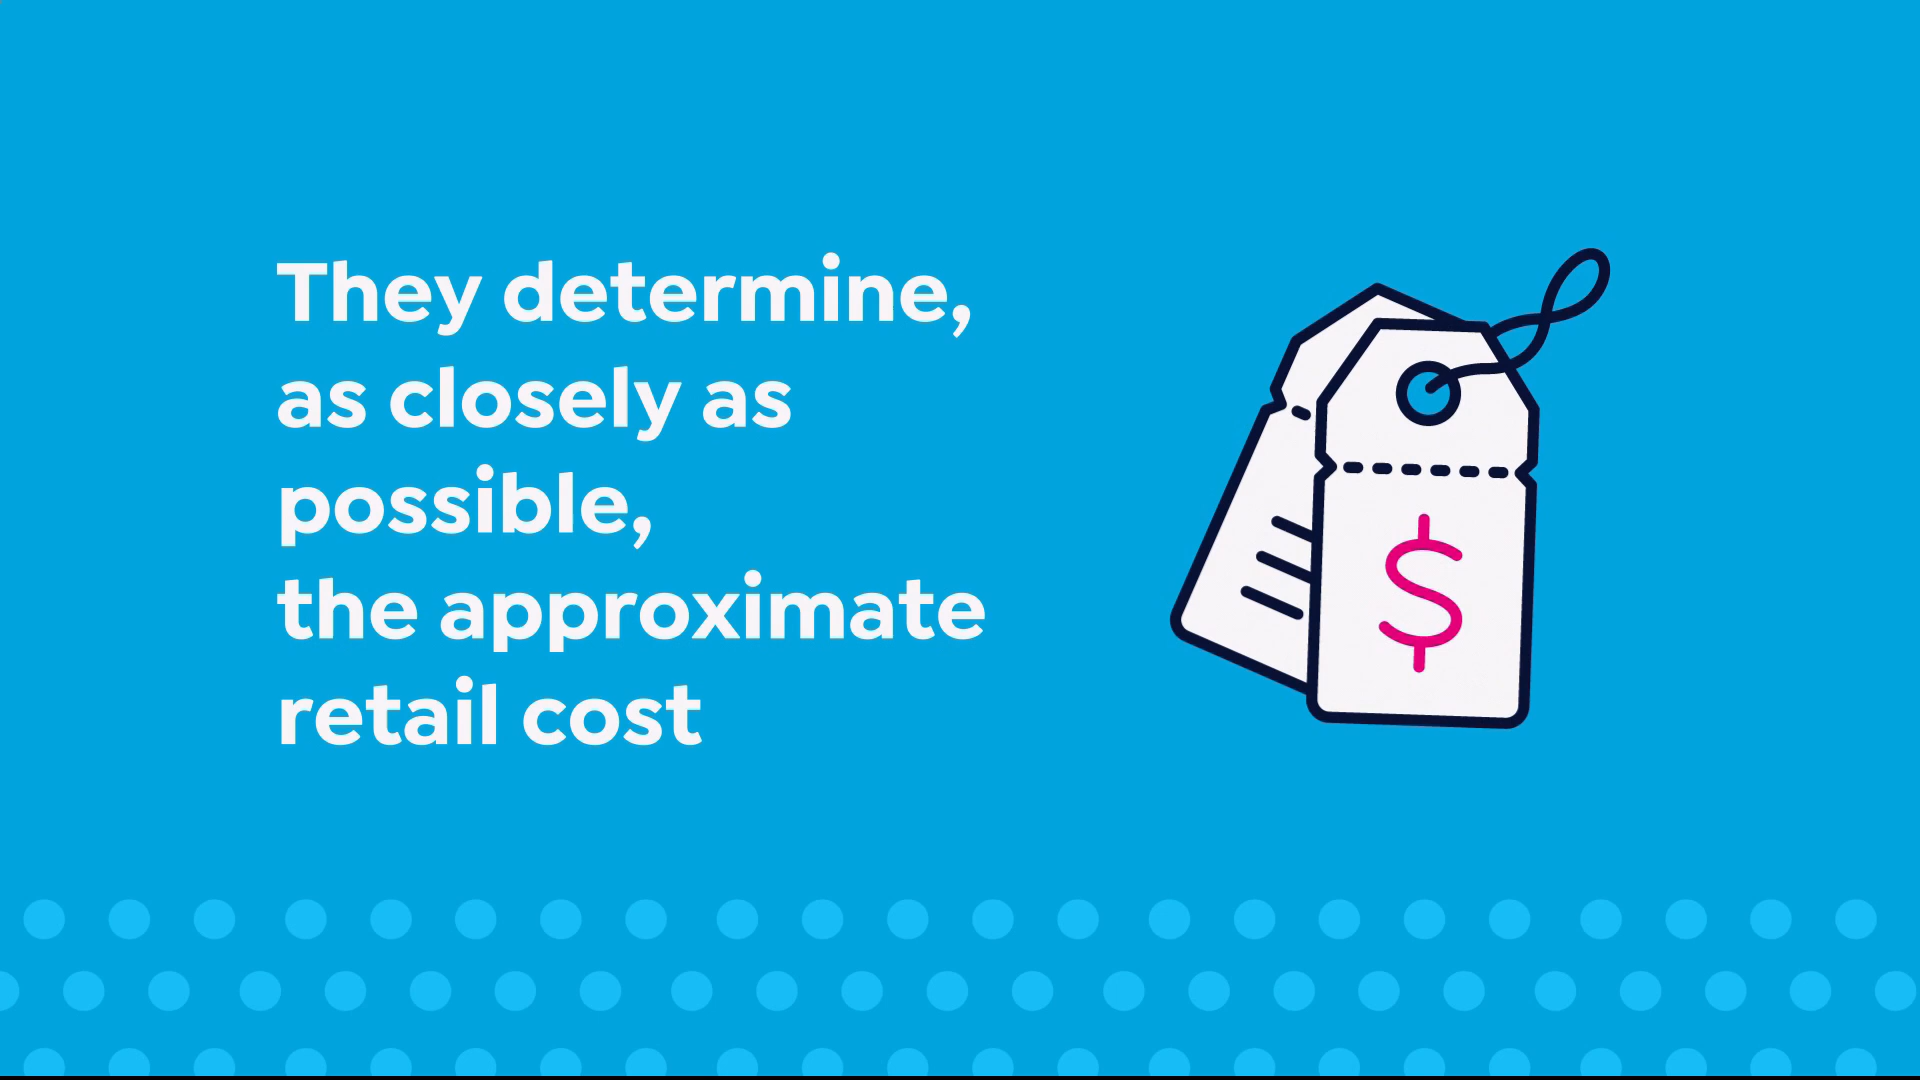 They determine,
as closely as
possible,
the approximate
retail cost
$